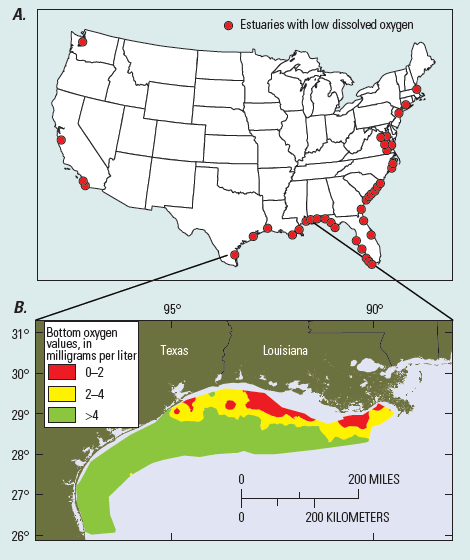 A.
Estuaries with low dissolved oxygen
B.
95°
90°
31°
30°
29°
28°
27°
26°
Bottom oxygen
values, in
milligrams per liter
0–2
2–4
>4
Texas
Louisiana
0
200 MILES
0
200 KILOMETERS